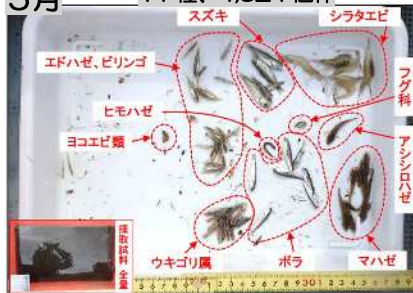 スズキ
シラタエビ
エドハゼ、ビリンゴ
フグ科
ヒモハゼ
ヨコエビ類
アシシロハゼ
採取試料 全量
ウキゴリ属
ボラ
マハゼ